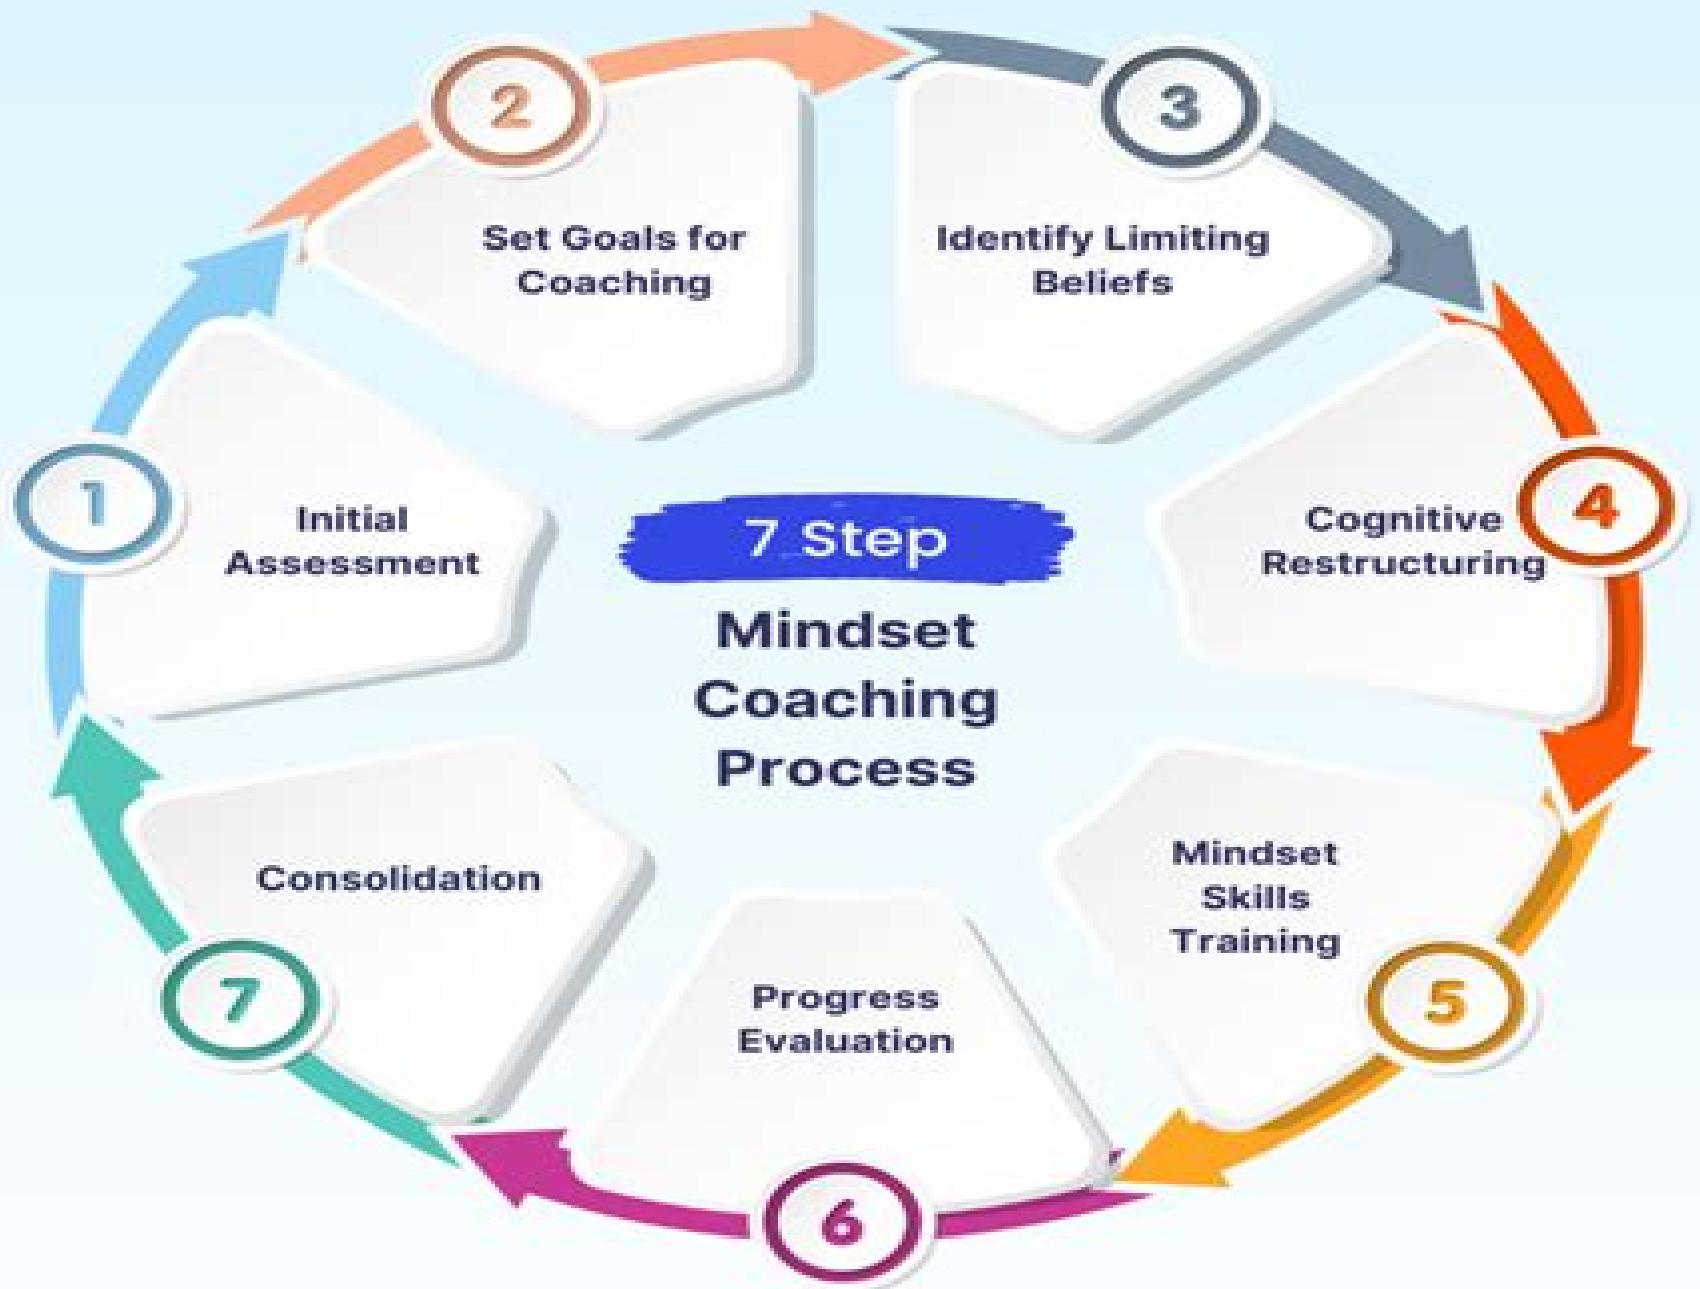 7 Step
Mindset
Coaching
Process
1
Initial
Assessment
2
Set Goals for
Coaching
3
Identify Limiting
Beliefs
4
Cognitive
Restructuring
5
Mindset
Skills
Training
6
Progress
Evaluation
7
Consolidation